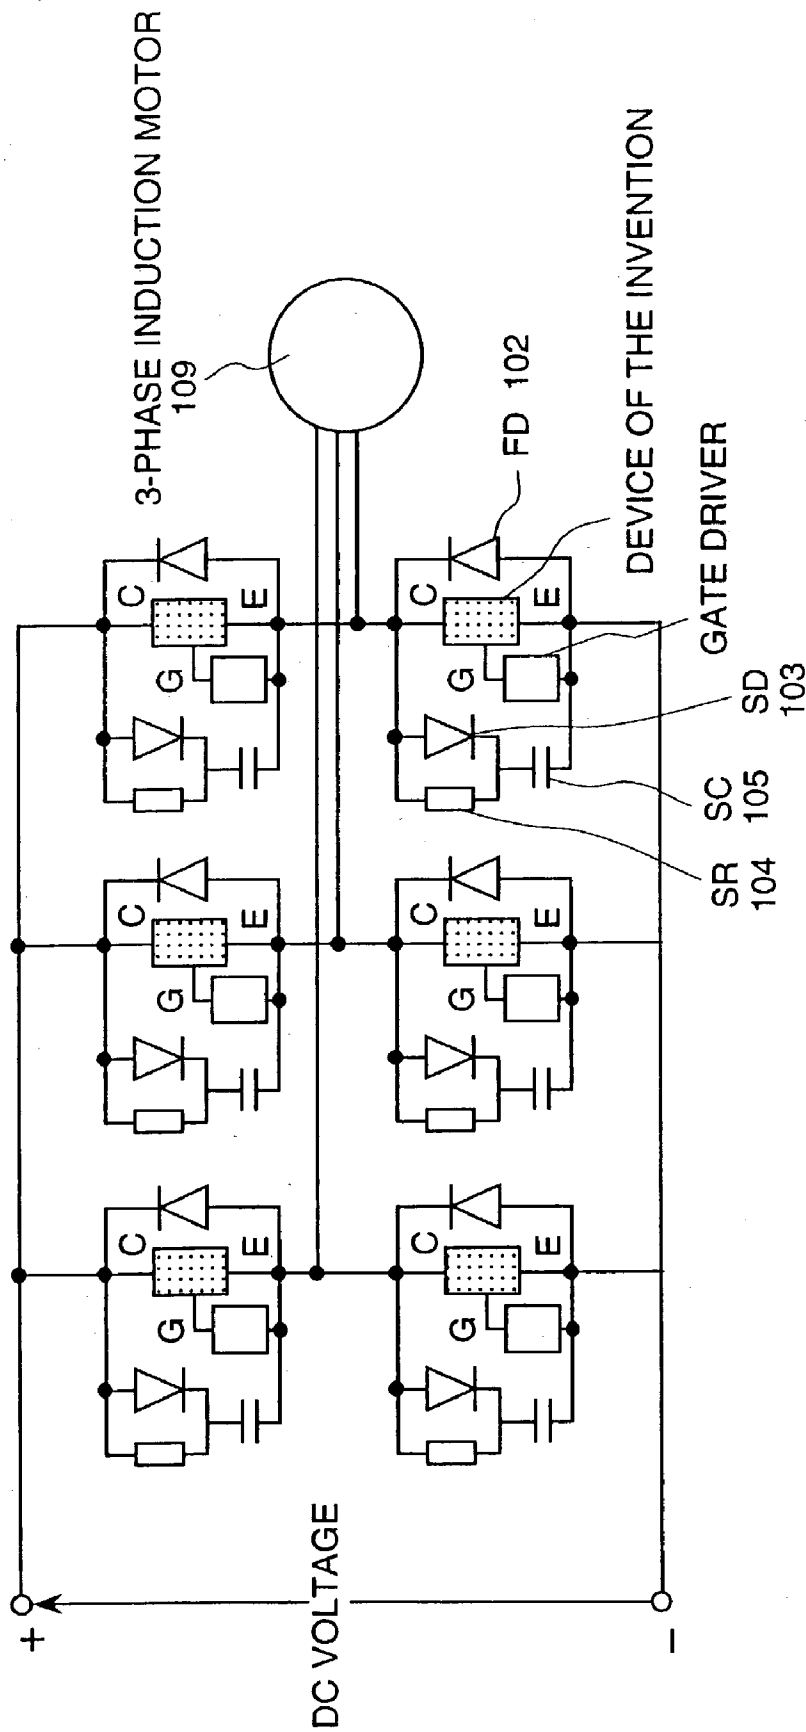 3-PHASE INDUCTION MOTOR
109
+
DC VOLTAGE
−
C
G
E
C
G
E
C
G
E
C
G
E
C
G
E
C
G
E
FD 102
DEVICE OF THE INVENTION
GATE DRIVER
SD
103
SC
105
SR
104